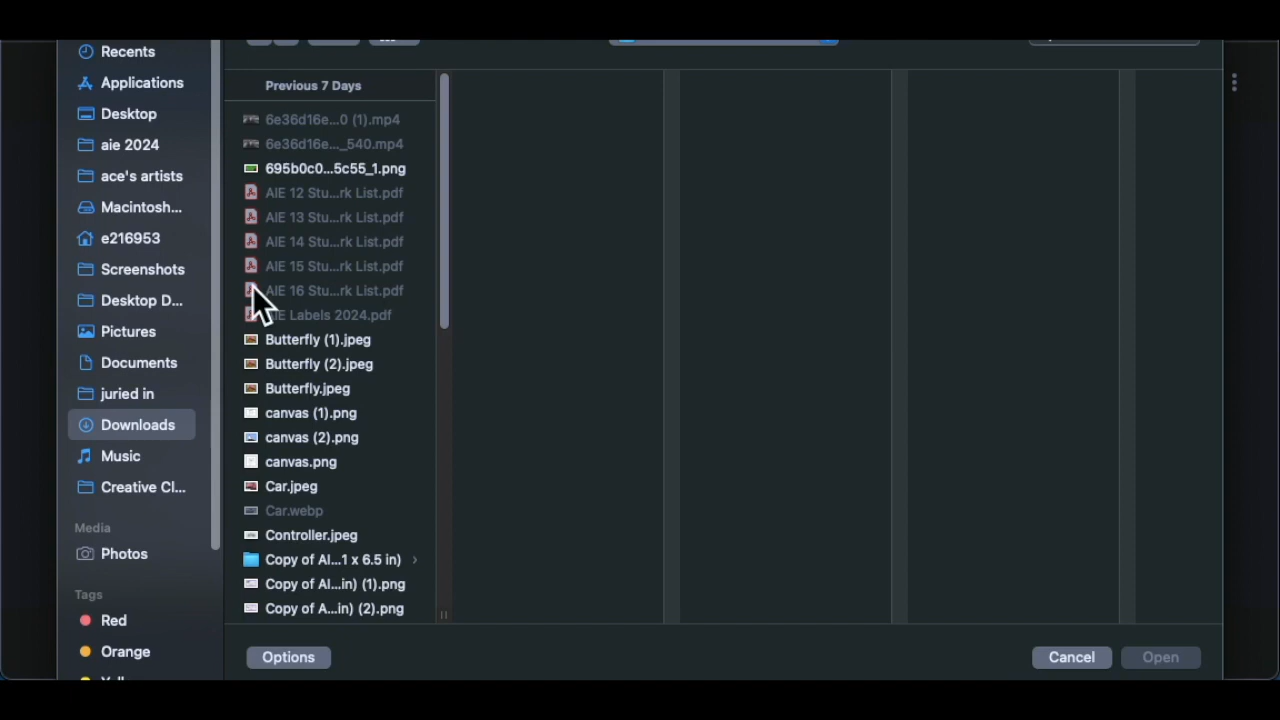 Recents
Applications
Desktop
aie 2024
ace's artists
Macintosh...
e216953
Screenshots
Desktop D...
Pictures
Documents
juried in
Downloads
Music
Creative Cl...
Media
Photos
Tags
Red
Orange
Previous 7 Days
6e36d16e...0 (1).mp4
6e36d16e..._540.mp4
695b0c0...5c55_1.png
AIE 12 Stu...rk List.pdf
AIE 13 Stu...rk List.pdf
AIE 14 Stu...rk List.pdf
AIE 15 Stu...rk List.pdf
AIE 16 Stu...rk List.pdf
AIE Labels 2024.pdf
Butterfly (1).jpeg
Butterfly (2).jpeg
Butterfly.jpeg
canvas (1).png
canvas (2).png
canvas.png
Car.jpeg
Car.webp
Controller.jpeg
Copy of AI...1 x 6.5 in)
Copy of AI...in) (1).png
Copy of A...in) (2).png
Options
Cancel
Open